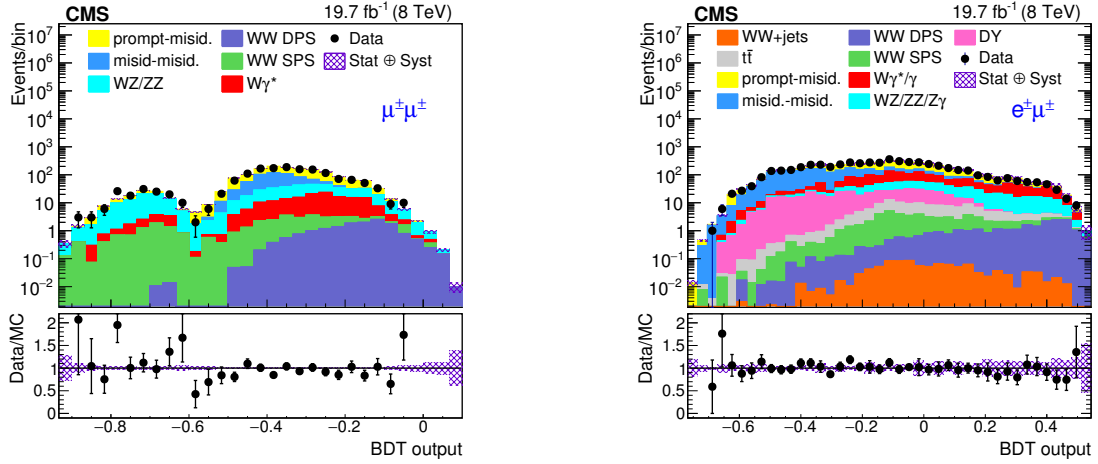 CMS 19.7 fb⁻¹ (8 TeV)
Events/bin
10⁷
10⁶
10⁵
10⁴
10³
10²
10
1
10⁻¹
10⁻²
prompt-misid.
misid-misid.
WZ/ZZ
WW DPS
WW SPS
Wγ*
Data
Stat ⊕ Syst
μ±μ±
Data/MC
2
1.5
1
0.5
0
−0.8 −0.6 −0.4 −0.2 0
BDT output
CMS 19.7 fb⁻¹ (8 TeV)
Events/bin
10⁷
10⁶
10⁵
10⁴
10³
10²
10
1
10⁻¹
10⁻²
WW+jets
tt̄
prompt-misid.
misid.-misid.
WW DPS
WW SPS
Wγ*/γ
WZ/ZZ/Zγ
DY
Data
Stat ⊕ Syst
e±μ±
Data/MC
2
1.5
1
0.5
0
−0.6 −0.4 −0.2 0 0.2 0.4
BDT output